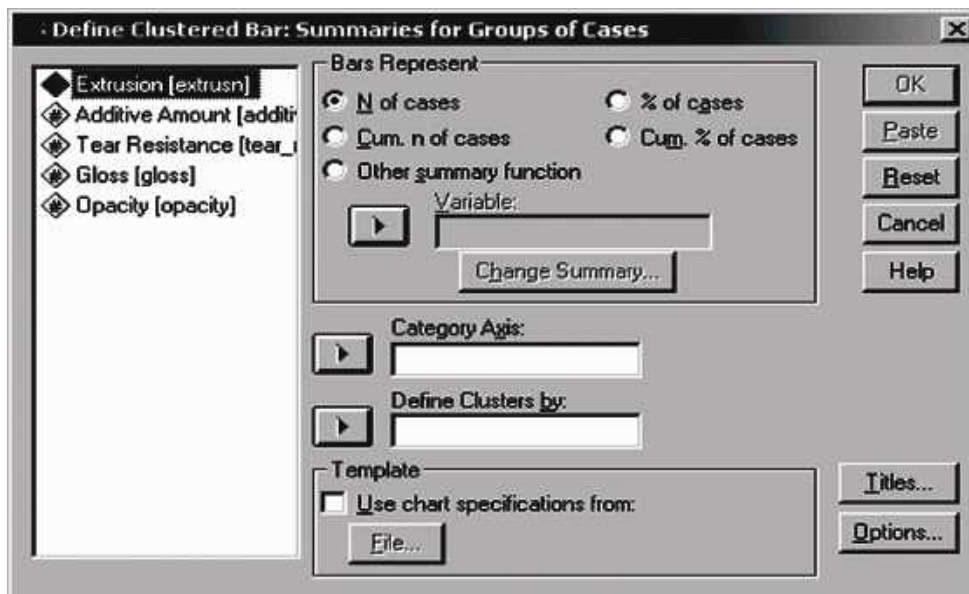 Define Clustered Bar: Summaries for Groups of Cases
Extrusion [extrusn]
Additive Amount [additi
Tear Resistance [tear_r
Gloss [gloss]
Opacity [opacity]
Bars Represent
N of cases
% of cases
Cum. n of cases
Cum. % of cases
Other summary function
Variable:
Change Summary...
Category Axis:
Define Clusters by:
Template
Use chart specifications from:
File...
OK
Paste
Reset
Cancel
Help
Titles...
Options...